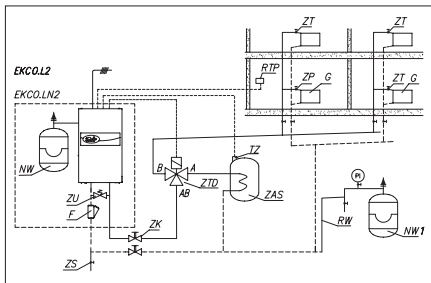 ZT ZT
EKCO.L2
RTP
ZP G ZT G
EKCO.LN2
TZ
NW
B A
ZTD
ZAS
PI
ZU
AB
F
ZK
RW
NW1
ZS